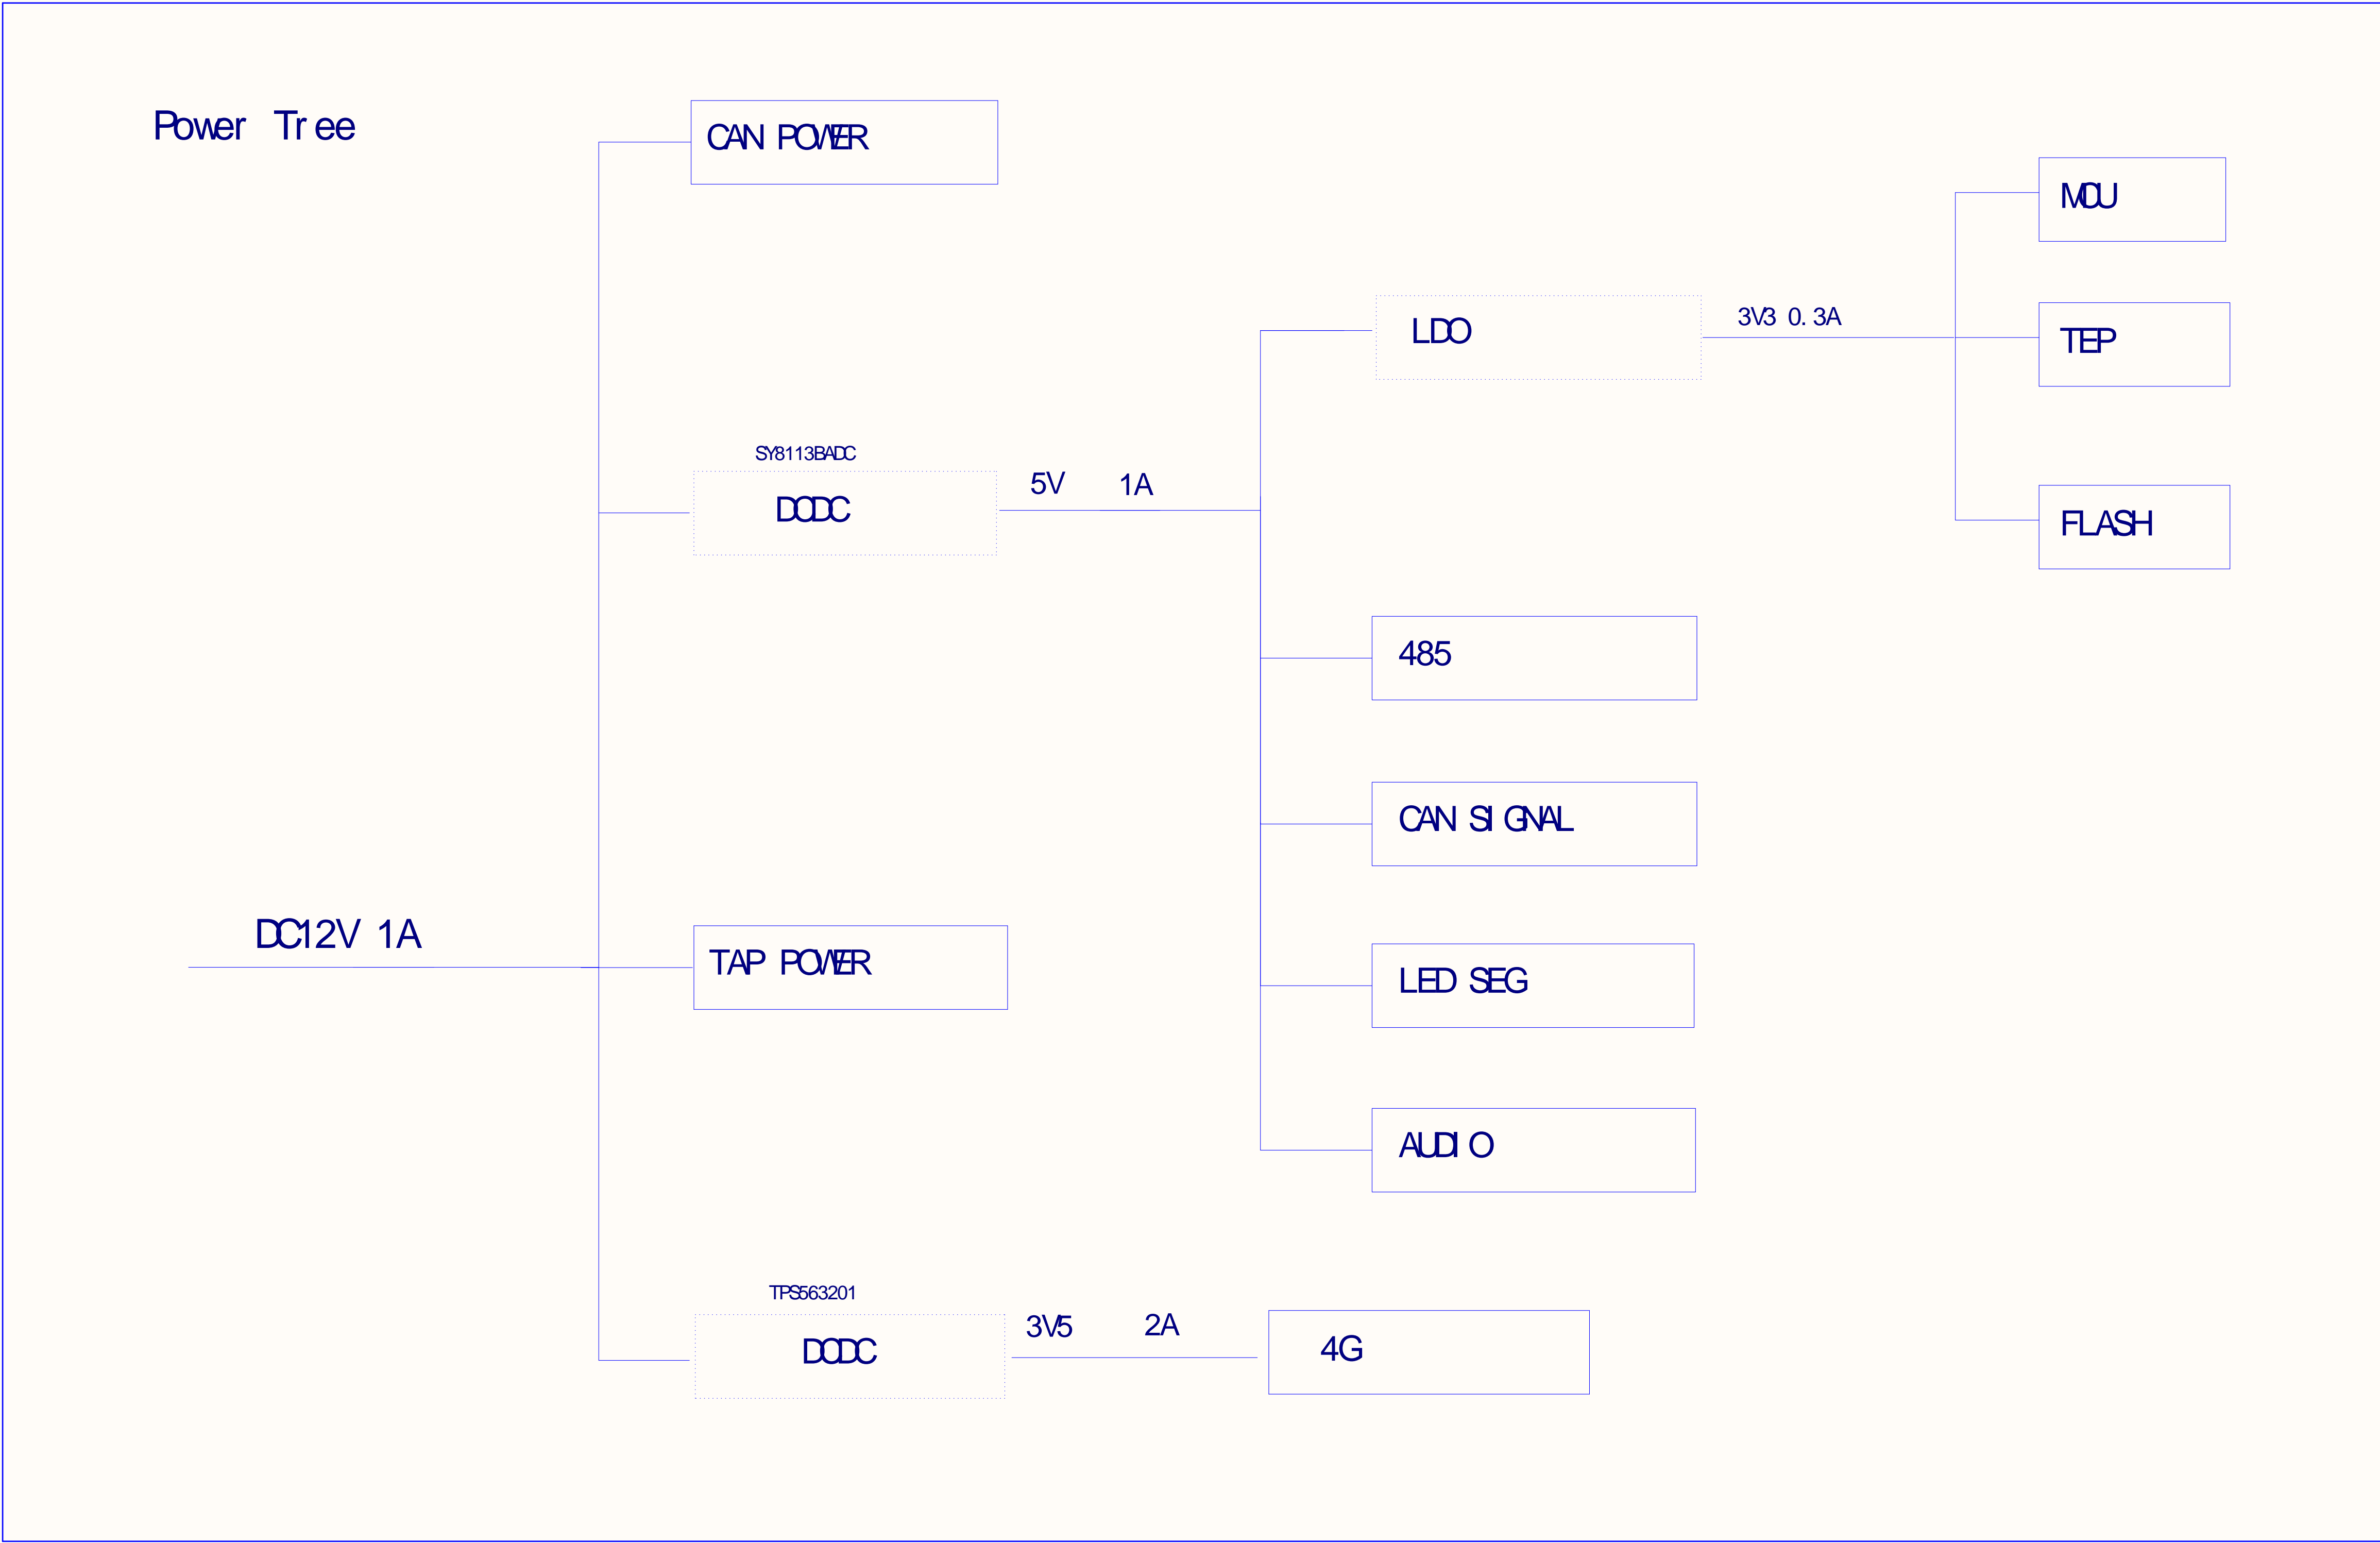 Power Tree
CAN POWER
MCU
LDO
3V3 0.3A
TEP
SY8113BADC
DCDC
5V 1A
FLASH
485
CAN SIGNAL
DC12V 1A
TAP POWER
LED SEG
AUDIO
TPS563201
DCDC
3V5 2A
4G